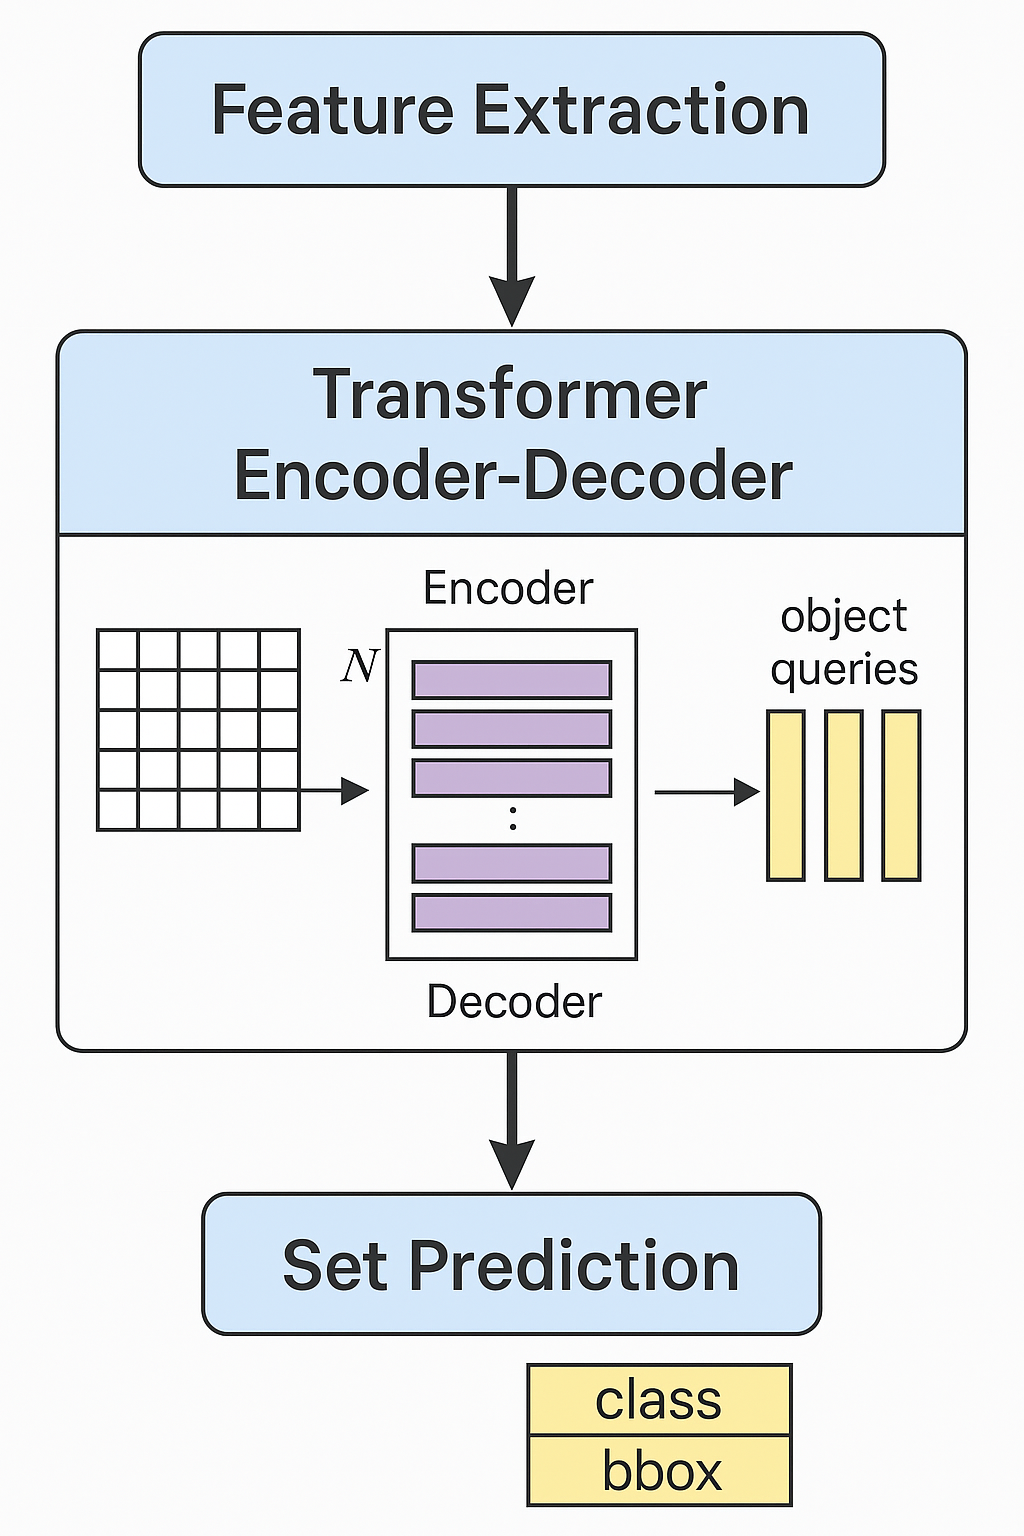 Feature Extraction
Transformer
Encoder-Decoder
Encoder
N
object
queries
:
Decoder
Set Prediction
class
bbox